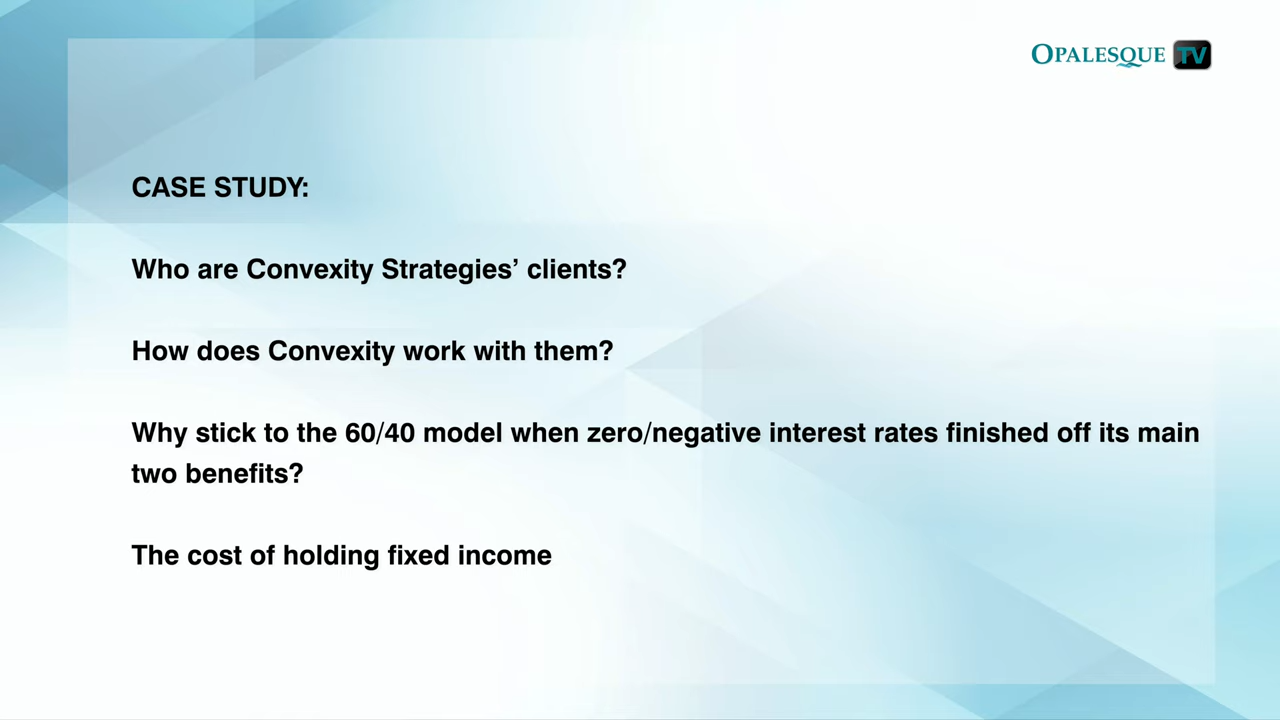 OPALESQUE TV
CASE STUDY:
Who are Convexity Strategies’ clients?
How does Convexity work with them?
Why stick to the 60/40 model when zero/negative interest rates finished off its main
two benefits?
The cost of holding fixed income